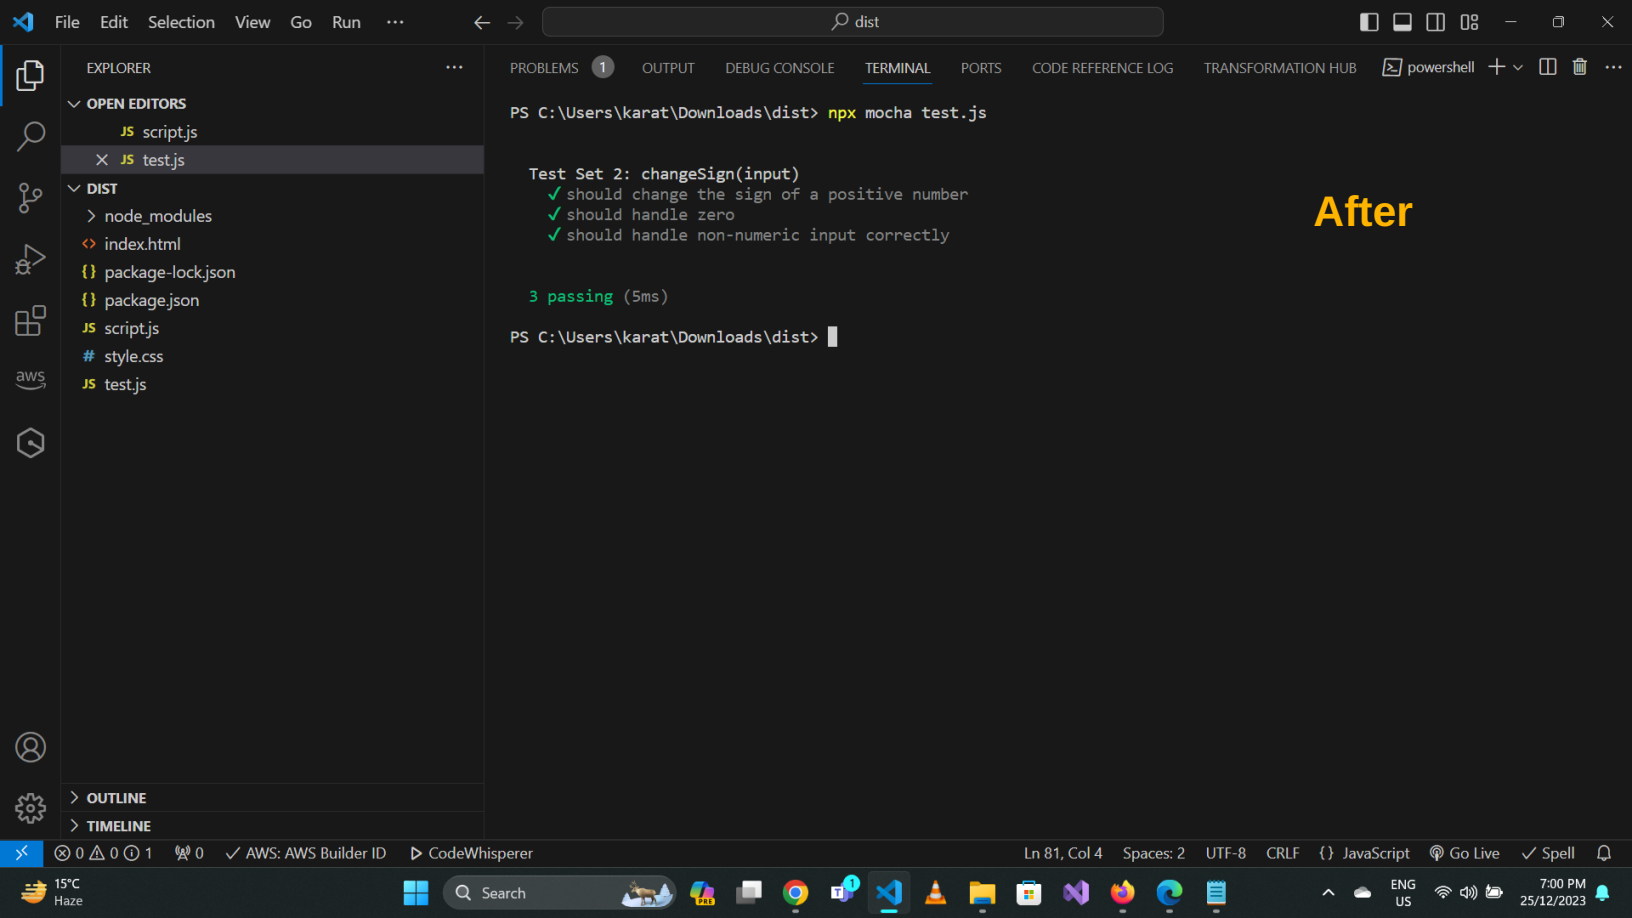 File Edit Selection View Go Run ··· dist
EXPLORER ···
OPEN EDITORS
JS script.js
JS test.js
DIST
node_modules
<> index.html
{} package-lock.json
{} package.json
JS script.js
# style.css
JS test.js
aws
OUTLINE
TIMELINE
PROBLEMS 1 OUTPUT DEBUG CONSOLE TERMINAL PORTS CODE REFERENCE LOG TRANSFORMATION HUB powershell
PS C:\Users\karat\Downloads\dist> npx mocha test.js
Test Set 2: changeSign(input)
✓ should change the sign of a positive number
✓ should handle zero
✓ should handle non-numeric input correctly
3 passing (5ms)
PS C:\Users\karat\Downloads\dist>
After
0 0 1 0 AWS: AWS Builder ID CodeWhisperer Ln 81, Col 4 Spaces: 2 UTF-8 CRLF {} JavaScript Go Live Spell
15°C
Haze
Search
PRE
T
1
ENG
US
7:00 PM
25/12/2023